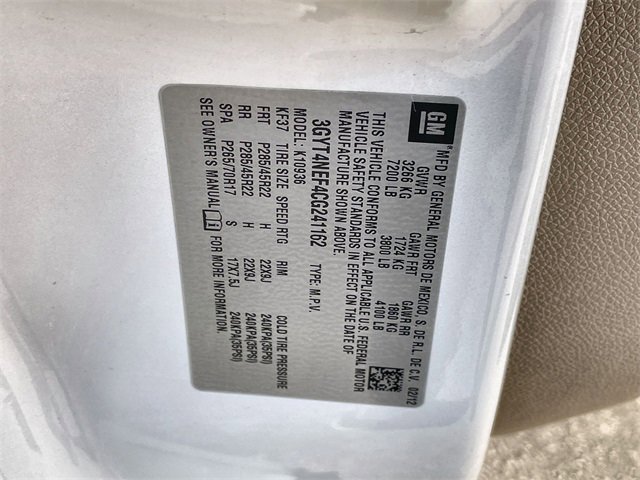 GM
MFD BY GENERAL MOTORS DE MEXICO, S. DE R.L. DE C.V. 02/12
GVWR GAWR FRT GAWR RR
3266 KG 1724 KG 1860 KG
7200 LB 3800 LB 4100 LB
THIS VEHICLE CONFORMS TO ALL APPLICABLE U.S. FEDERAL MOTOR
VEHICLE SAFETY STANDARDS IN EFFECT ON THE DATE OF
MANUFACTURE SHOWN ABOVE.
3GYT4NEF4CG241162 TYPE: M.P.V.
MODEL: K10936
KF37 TIRE SIZE SPEED RTG RIM COLD TIRE PRESSURE
FRT P285/45R22 H 22X9J 240KPA(35PSI)
RR P285/45R22 H 22X9J 240KPA(35PSI)
SPA P265/70R17 S 17X7.5J 240KPA(35PSI)
SEE OWNER'S MANUAL FOR MORE INFORMATION.